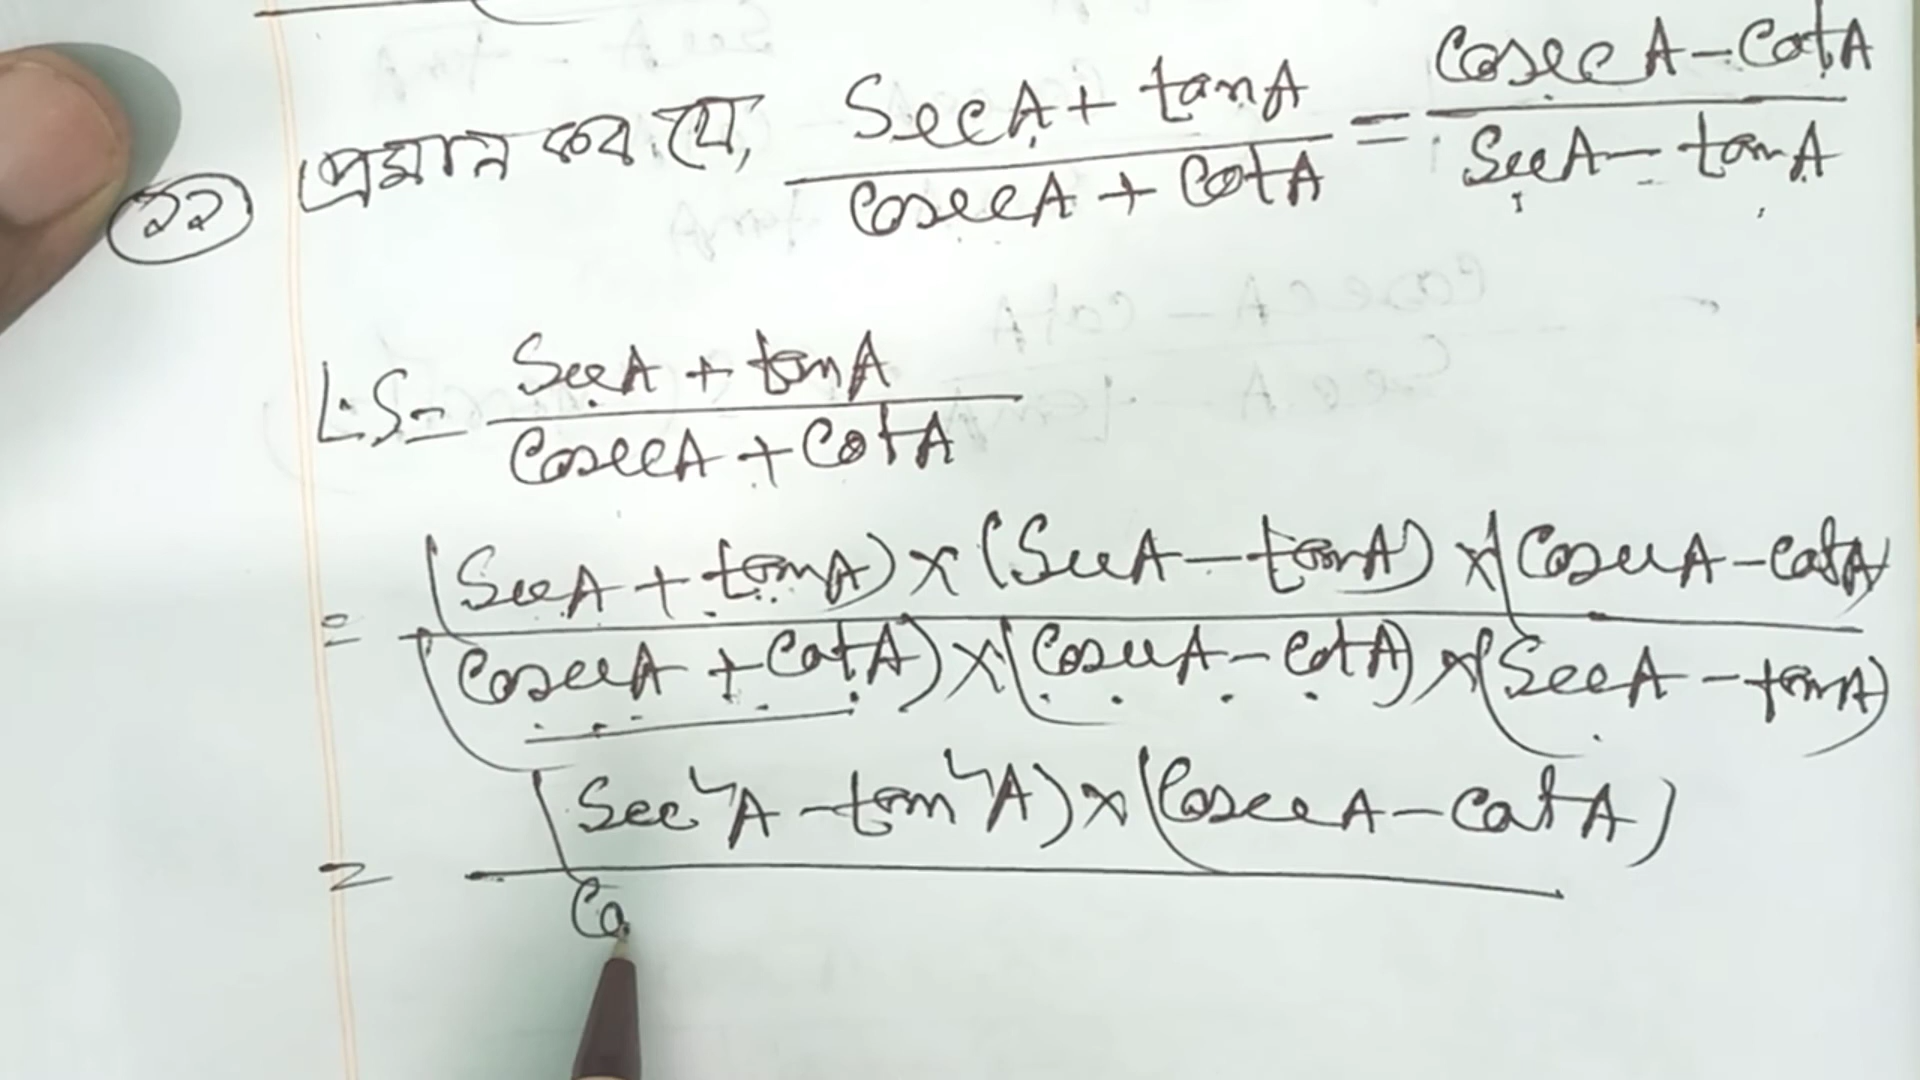 ২২ প্রমান কর যে, (SecA + tanA)/(CosecA + CotA) = (CosecA - CotA)/(SecA - tanA)
L.S = (SecA + tanA)/(CosecA + CotA)
= ((SecA + tanA) × (SecA - tanA) × (CosecA - CotA))/((CosecA + CotA) × (CosecA - CotA) × (SecA - tanA))
= ((Sec²A - tan²A) × (CosecA - CotA))/(Co